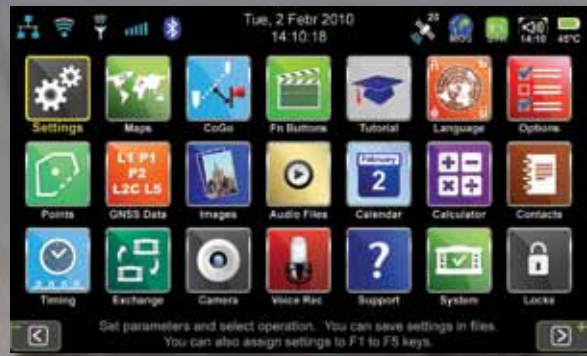 Tue, 2 Febr 2010
14:10:18
20
<30
14:10
45°C
Settings
Maps
CoGo
Fn Buttons
Tutorial
Language
Options
L1 P1
P2
L2C L5
February
2
Points
GNSS Data
Images
Audio Files
Calendar
Calculator
Contacts
?
Timing
Exchange
Camera
Voice Rec
Support
System
Locks
Set parameters and select operation. You can save settings in files.
You can also assign settings to F1 to F5 keys.